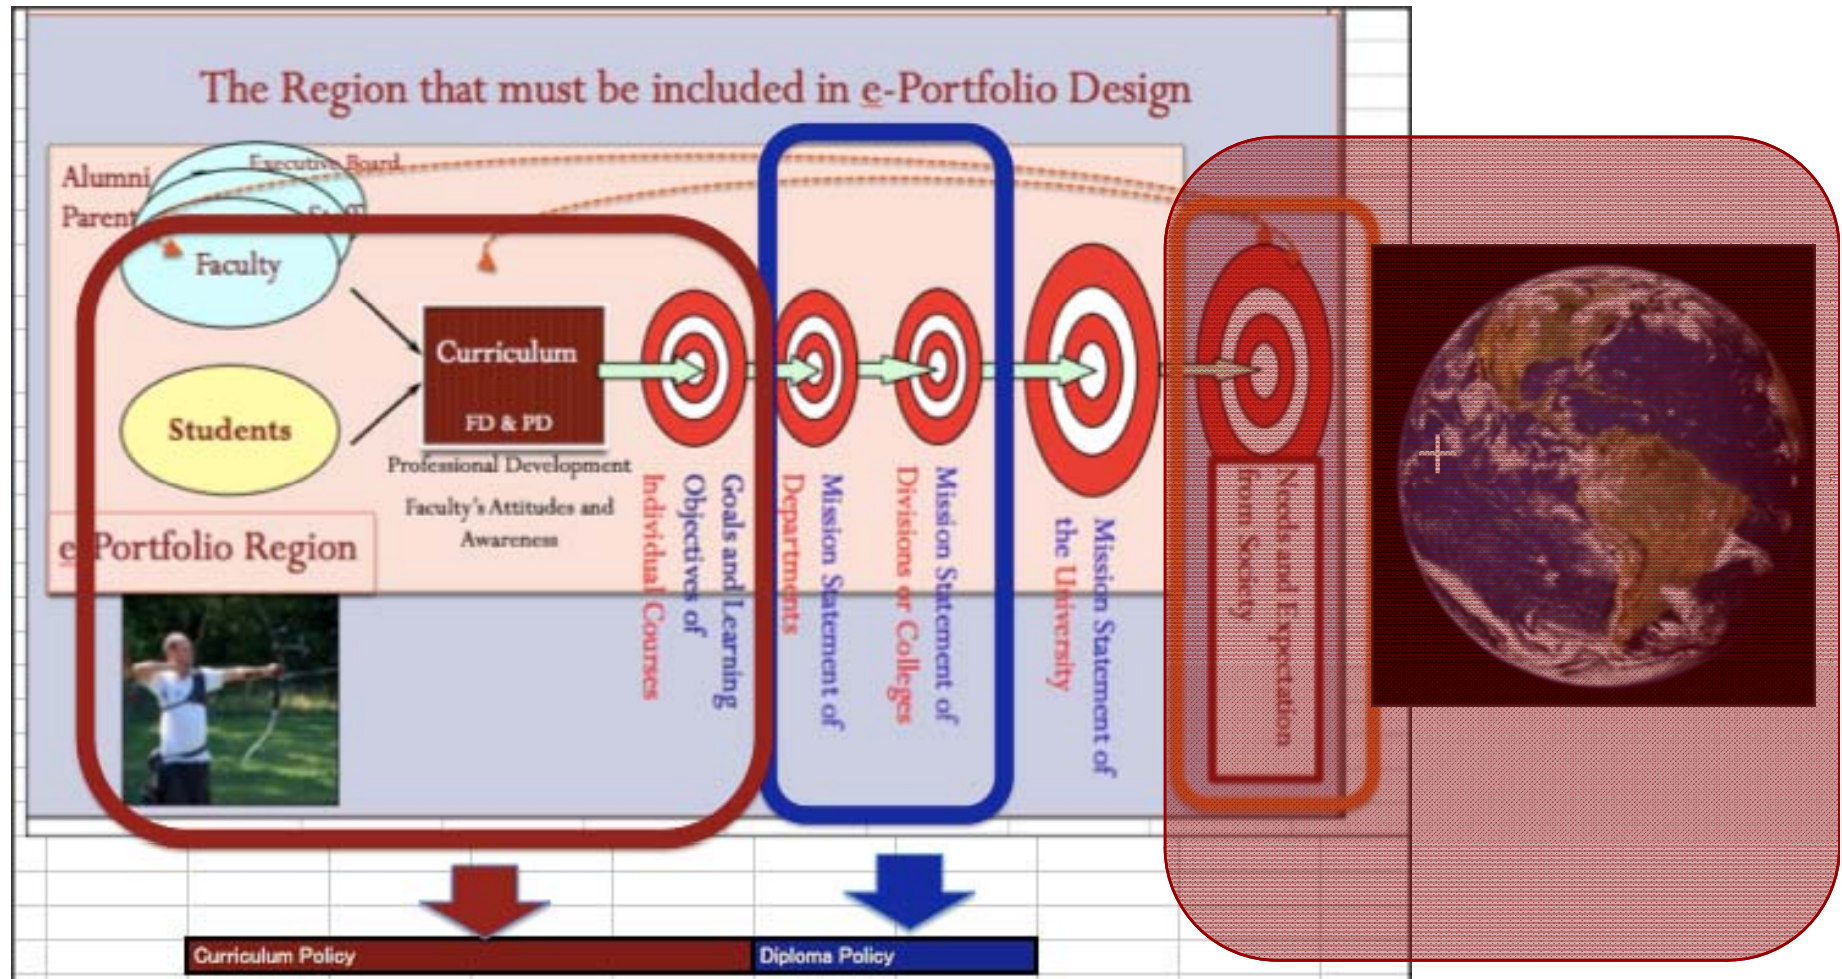 The Region that must be included in e-Portfolio Design
Alumni
Executive Board
Parent
Staff
Faculty
Students
Curriculum
FD & PD
Professional Development
Faculty's Attitudes and
Awareness
e-Portfolio Region
Goals and Learning
Objectives of
Individual Courses
Mission Statement of
Departments
Mission Statement of
Divisions or Colleges
Mission Statement of
the University
Needs and Expectation
from Society
Curriculum Policy
Diploma Policy